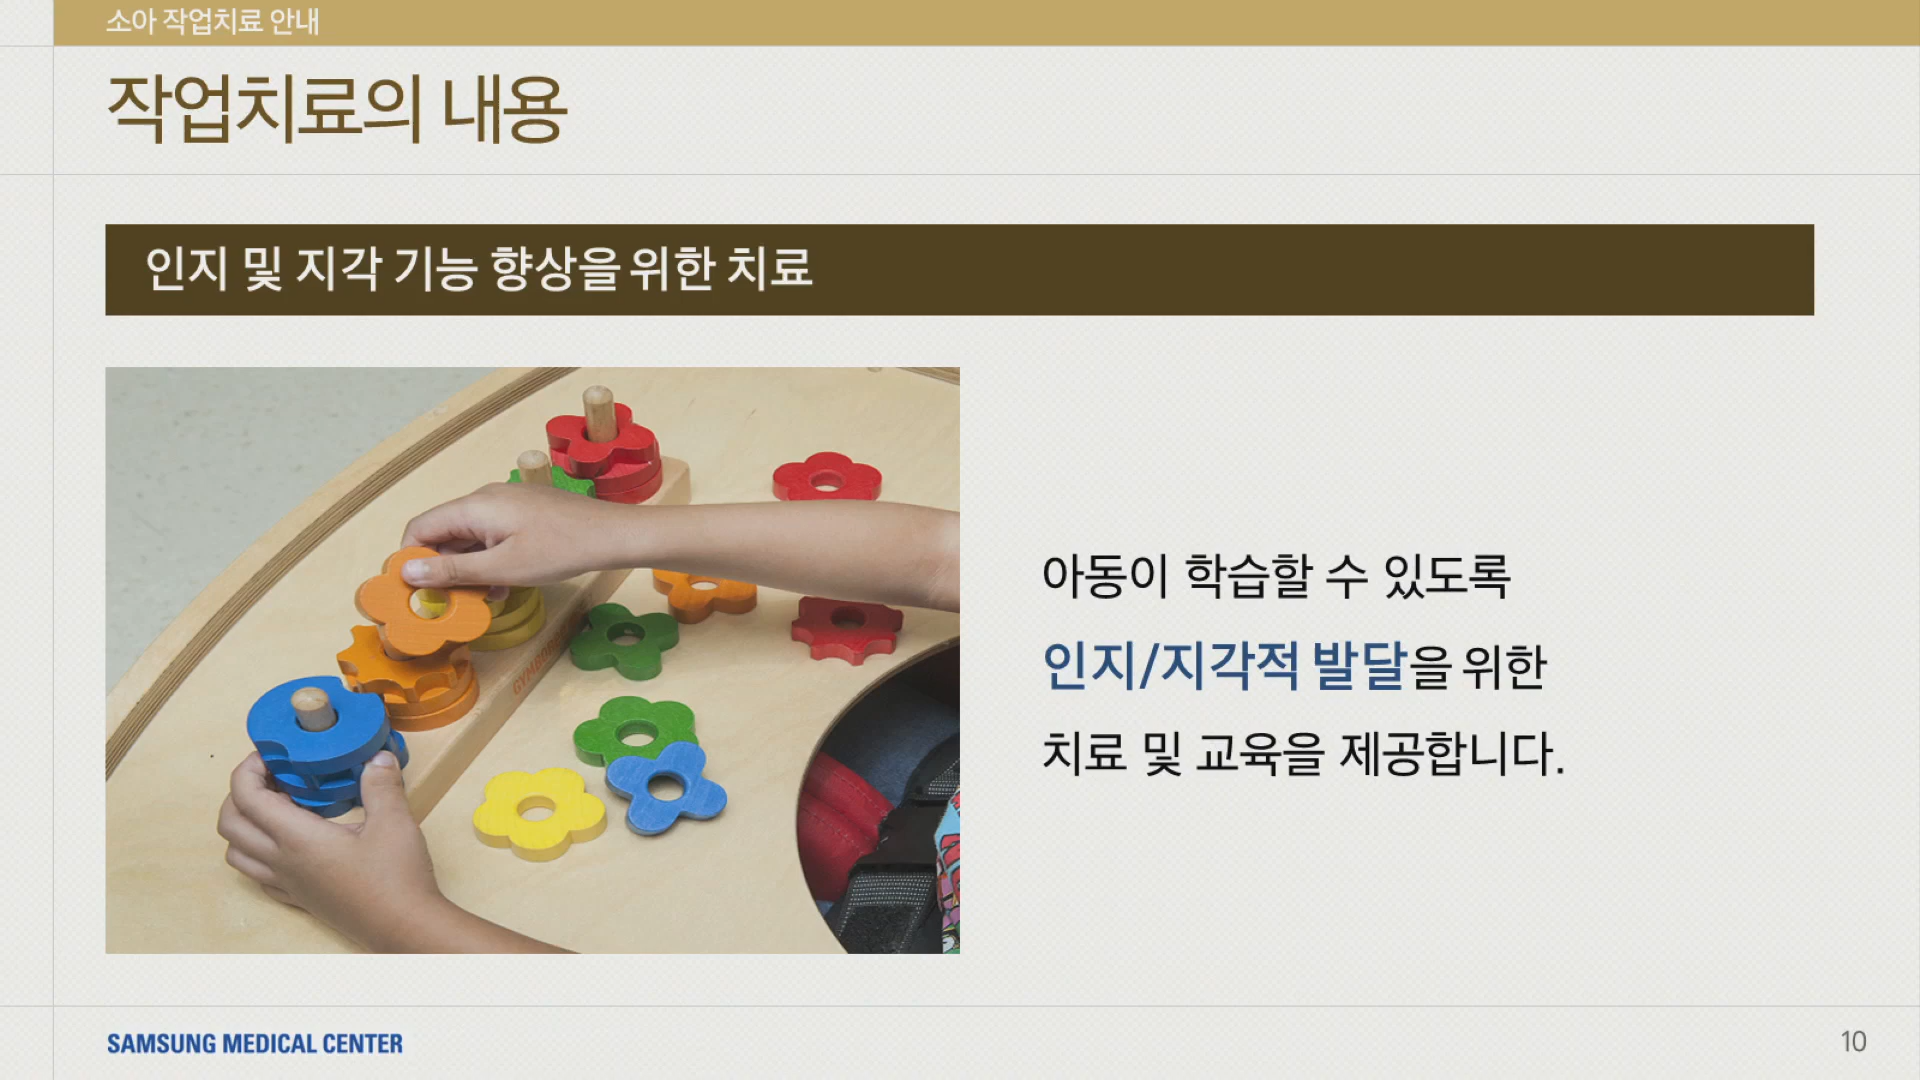 소아 작업치료 안내
작업치료의 내용
인지 및 지각 기능 향상을 위한 치료
아동이 학습할 수 있도록
인지/지각적 발달을 위한
치료 및 교육을 제공합니다.
SAMSUNG MEDICAL CENTER
10